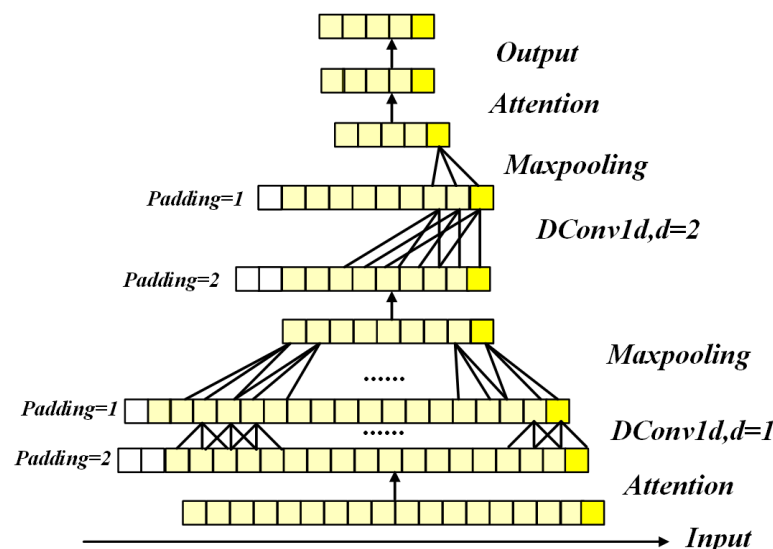 Output
Attention
Maxpooling
Padding=1
DConv1d,d=2
Padding=2
Maxpooling
......
Padding=1
......
DConv1d,d=1
Padding=2
Attention
Input